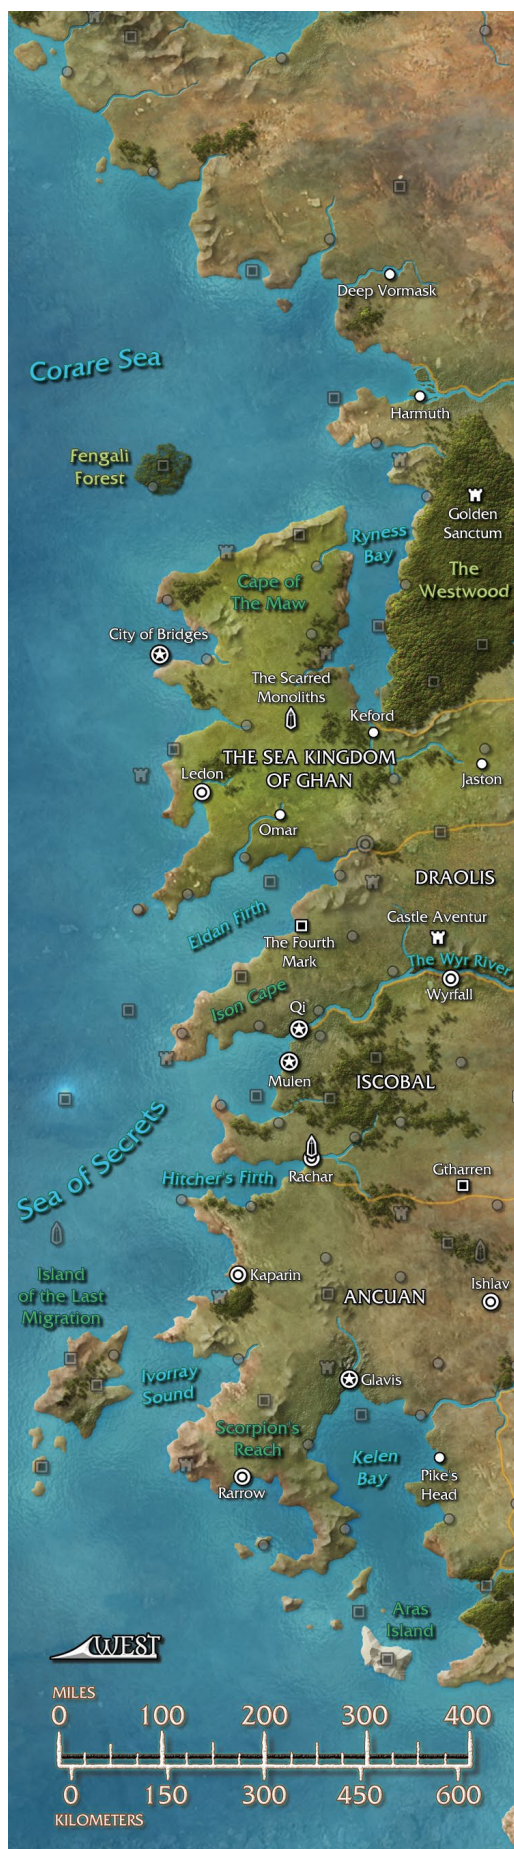 Deep Vormask
Corare Sea
Harmuth
Fengali
Forest
Golden
Sanctum
Ryness
Bay
The
Westwood
Cape of
The Maw
City of Bridges
The Scarred
Monoliths
Keford
THE SEA KINGDOM
OF GHAN
Ledon
Jaston
Omar
DRAOLIS
Castle Aventur
Eldan Firth
The Fourth
Mark
The Wyr River
Wyrfall
Ison Cape
Qi
Mulen
ISCOBAL
Sea of Secrets
Hitcher's Firth
Rachar
Gtharren
Island
of the Last
Migration
Kaparin
Ishlav
ANCUAN
Ivorray
Sound
Glavis
Scorpion's
Reach
Kelen
Bay
Rarrow
Pike's
Head
Aras
Island
WEST
MILES
0 100 200 300 400
0 150 300 450 600
KILOMETERS